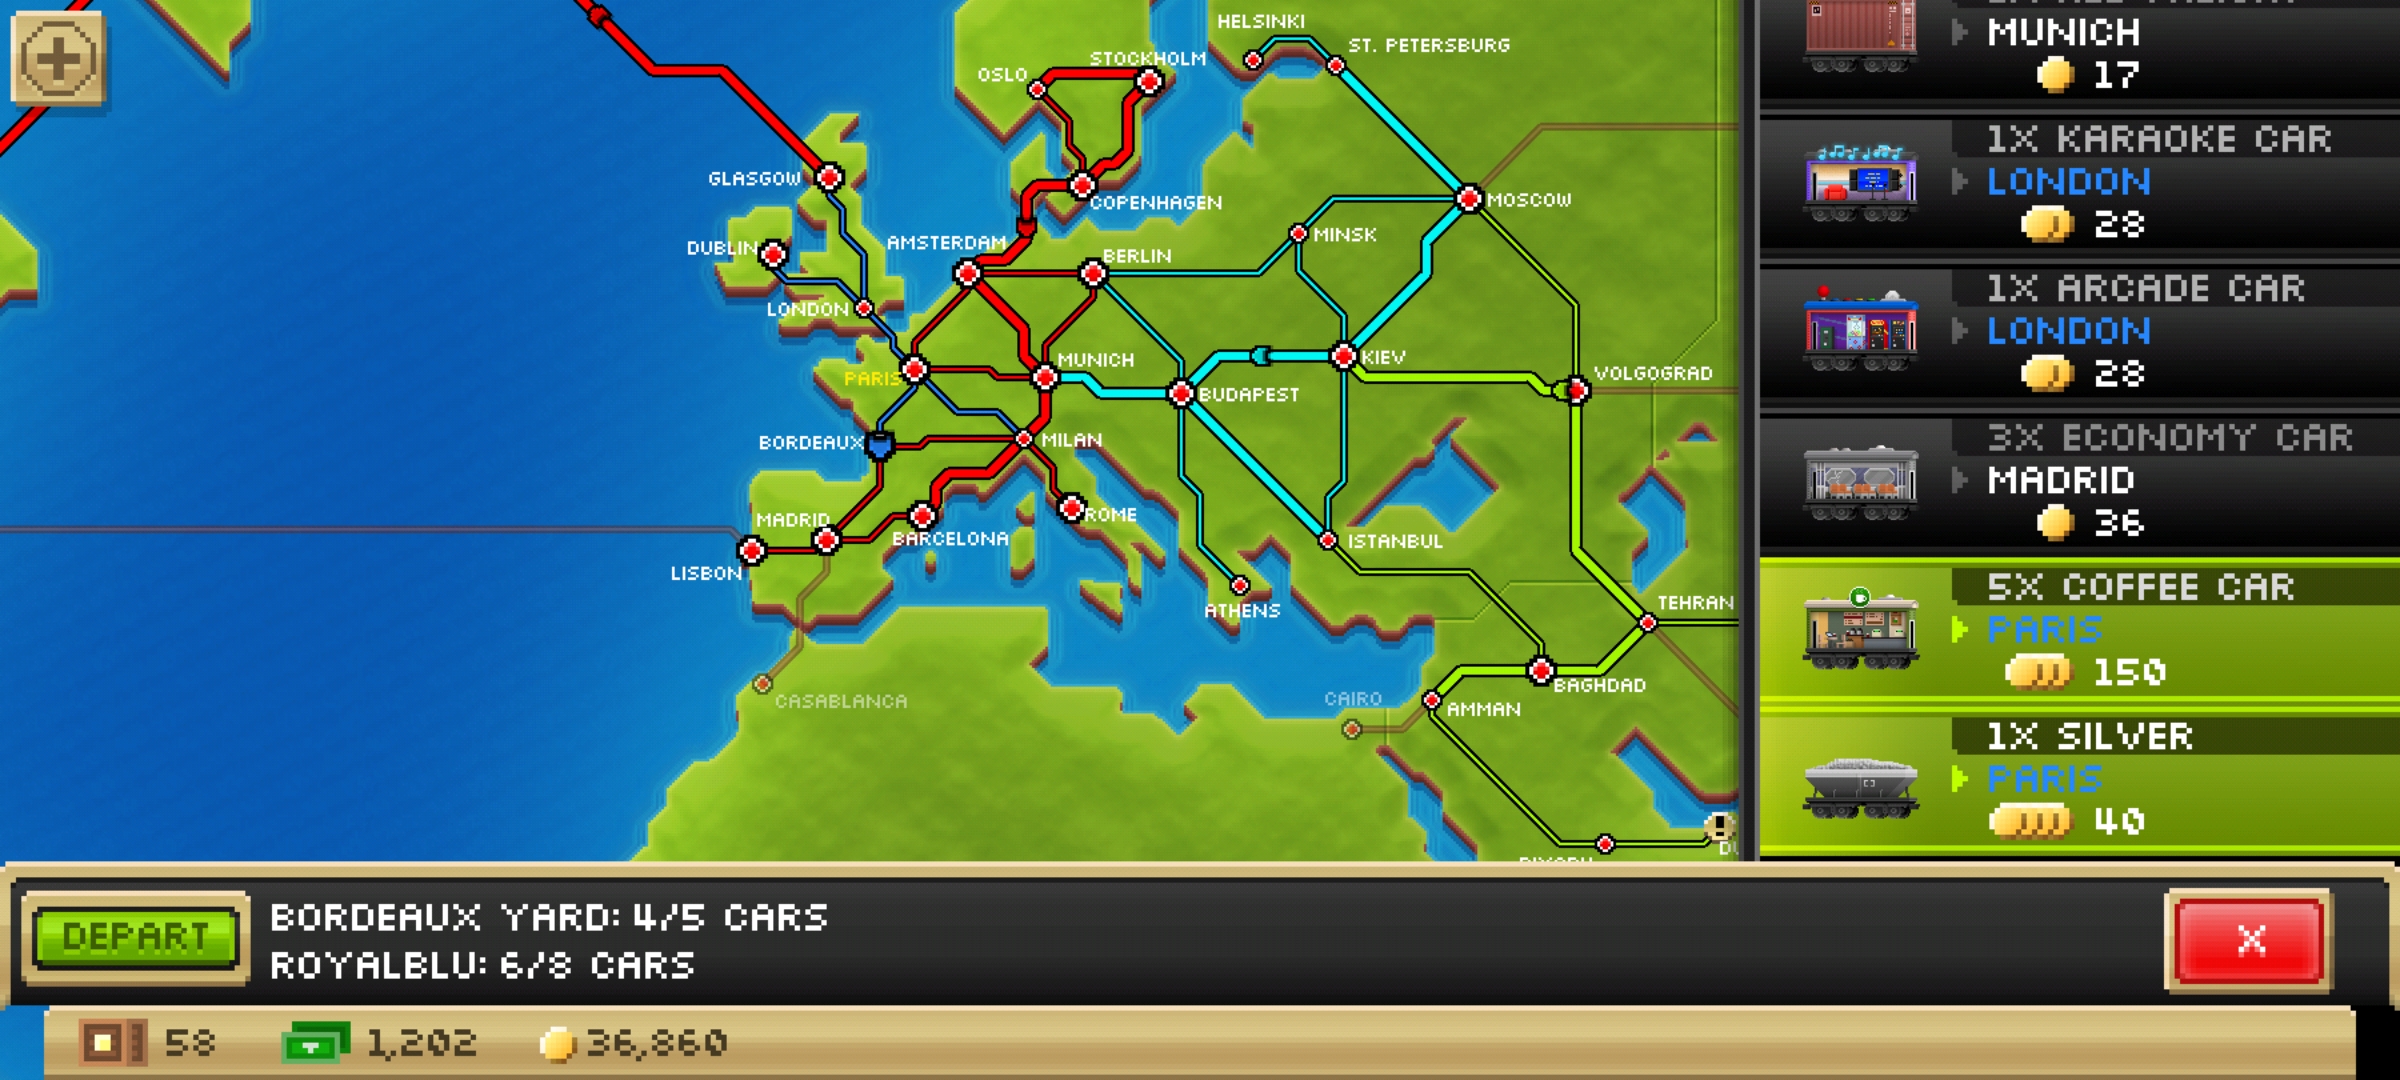 HELSINKI
ST. PETERSBURG
STOCKHOLM
OSLO
GLASGOW
COPENHAGEN
MOSCOW
DUBLIN
AMSTERDAM
BERLIN
MINSK
LONDON
MUNICH
KIEV
VOLGOGRAD
PARIS
BUDAPEST
BORDEAUX
MILAN
MADRID
ROME
BARCELONA
ISTANBUL
LISBON
ATHENS
TEHRAN
CASABLANCA
CAIRO
BAGHDAD
AMMAN
MUNICH
17
1X KARAOKE CAR
LONDON
28
1X ARCADE CAR
LONDON
28
3X ECONOMY CAR
MADRID
36
5X COFFEE CAR
PARIS
150
1X SILVER
PARIS
40
DEPART
BORDEAUX YARD: 4/5 CARS
ROYALBLU: 6/8 CARS
X
58
1,202
36,860